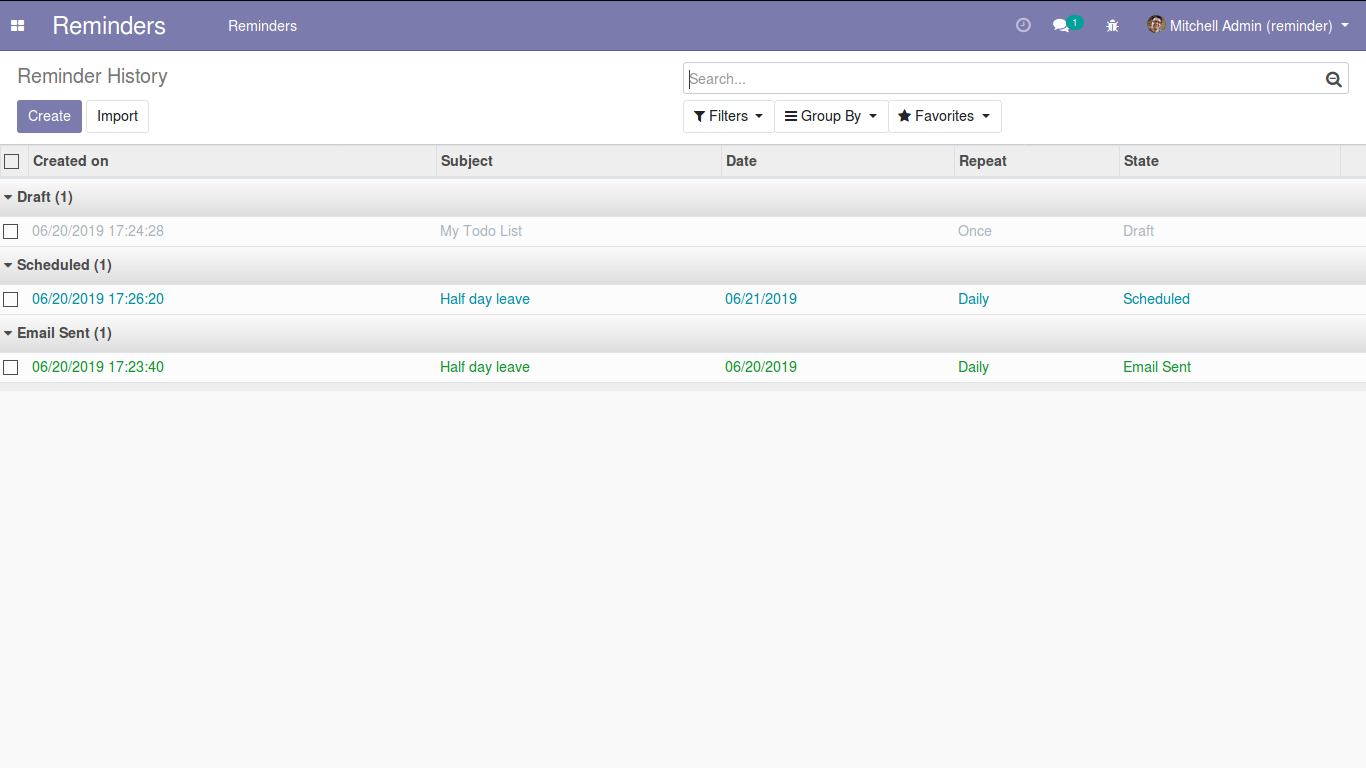 Reminders Reminders 1 Mitchell Admin (reminder)
Reminder History
Search...
Create Import Filters Group By Favorites
Created on Subject Date Repeat State
Draft (1)
06/20/2019 17:24:28 My Todo List Once Draft
Scheduled (1)
06/20/2019 17:26:20 Half day leave 06/21/2019 Daily Scheduled
Email Sent (1)
06/20/2019 17:23:40 Half day leave 06/20/2019 Daily Email Sent